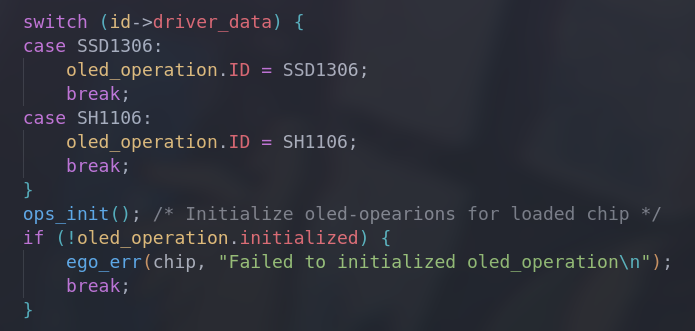 switch (id->driver_data) {
case SSD1306:
    oled_operation.ID = SSD1306;
    break;
case SH1106:
    oled_operation.ID = SH1106;
    break;
}
ops_init(); /* Initialize oled-opearions for loaded chip */
if (!oled_operation.initialized) {
    ego_err(chip, "Failed to initialized oled_operation\n");
    break;
}